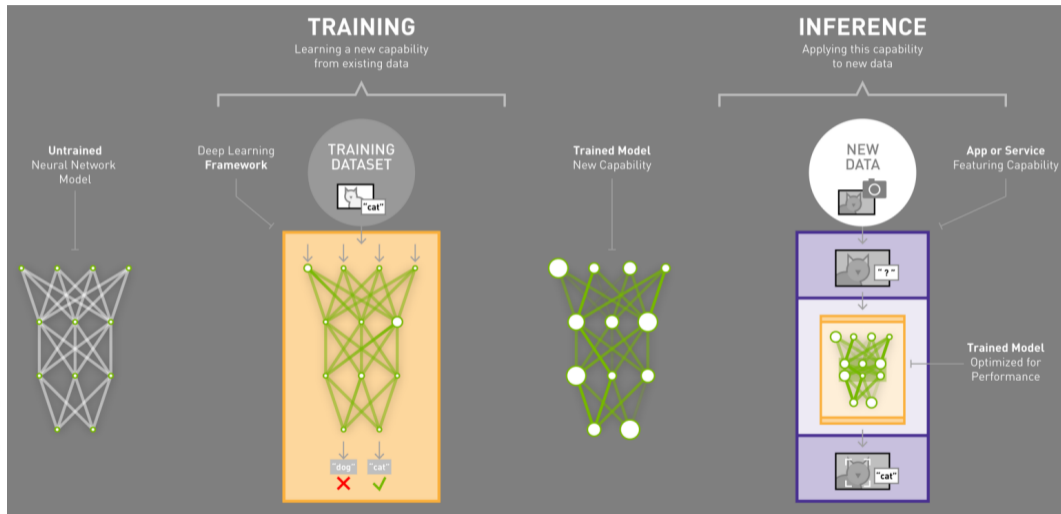 TRAINING
Learning a new capability
from existing data
INFERENCE
Applying this capability
to new data
Untrained
Neural Network
Model
Deep Learning
Framework
TRAINING
DATASET
"cat"
Trained Model
New Capability
NEW
DATA
App or Service
Featuring Capability
"?"
Trained Model
Optimized for
Performance
"dog"
"cat"
"cat"